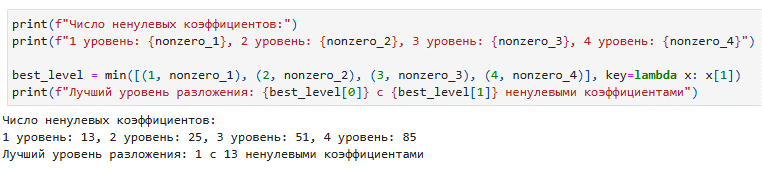 print(f"Число ненулевых коэффициентов:")
print(f"1 уровень: {nonzero_1}, 2 уровень: {nonzero_2}, 3 уровень: {nonzero_3}, 4 уровень: {nonzero_4}")
best_level = min([(1, nonzero_1), (2, nonzero_2), (3, nonzero_3), (4, nonzero_4)], key=lambda x: x[1])
print(f"Лучший уровень разложения: {best_level[0]} с {best_level[1]} ненулевыми коэффициентами")
Число ненулевых коэффициентов:
1 уровень: 13, 2 уровень: 25, 3 уровень: 51, 4 уровень: 85
Лучший уровень разложения: 1 с 13 ненулевыми коэффициентами